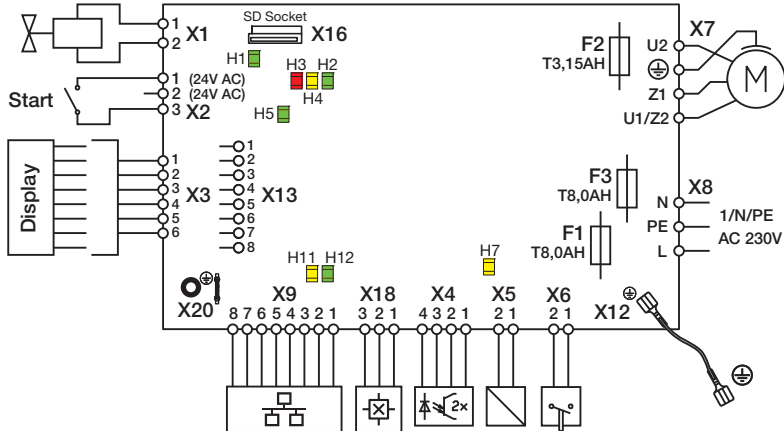 SD Socket
X16
1
2
X1
H1
H3
H2
H4
H5
F2
T3,15AH
U2
X7
Z1
U1/Z2
M
Start
1 (24V AC)
2 (24V AC)
3
X2
Display
1
2
3
4
5
6
X3
1
2
3
4
5
6
7
8
X13
F3
T8,0AH
F1
T8,0AH
N
PE
L
X8
1/N/PE
AC 230V
H11
H12
H7
X20
X9
X18
X4
X5
X6
X12
8 7 6 5 4 3 2 1
3 2 1
4 3 2 1
2 1
2 1
2×